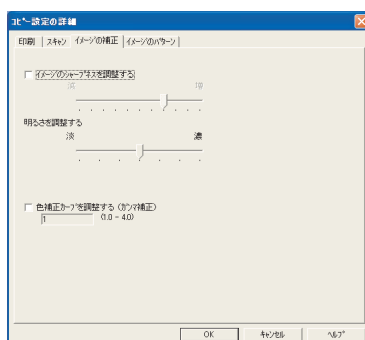 ｺﾋﾟｰ設定の詳細
印刷 スキャン イメージの補正 イメージのパターン
イメージのシャープネスを調整する
減 増
明るさを調整する
淡 濃
色補正カーブを調整する (ガンマ補正)
1 (1.0 - 4.0)
OK キャンセル ヘルプ